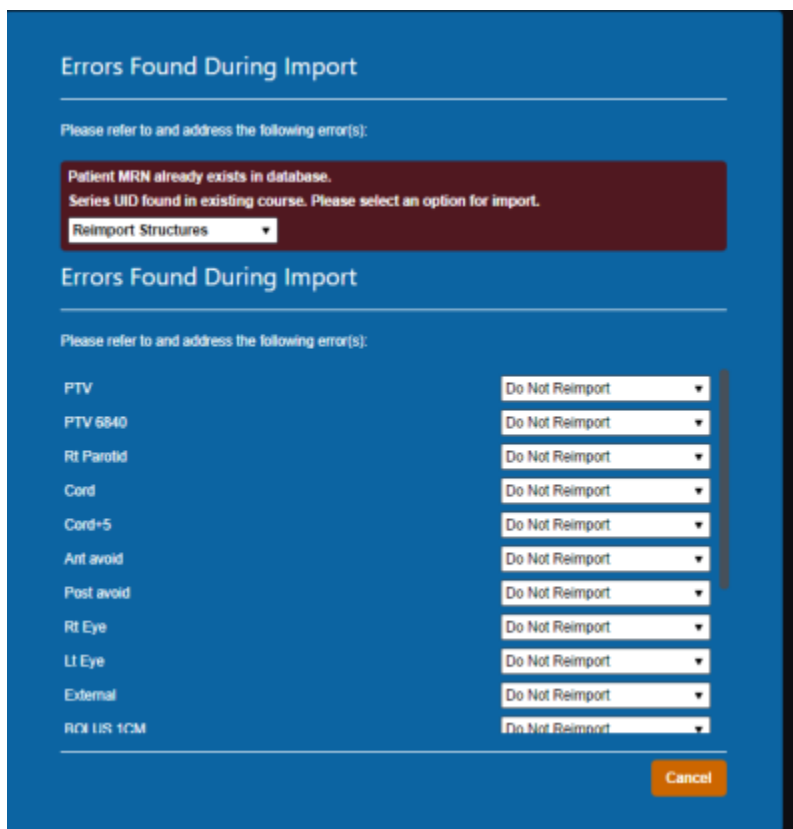 Errors Found During Import
Please refer to and address the following error(s):
Patient MRN already exists in database.
Series UID found in existing course. Please select an option for import.
Reimport Structures
Errors Found During Import
Please refer to and address the following error(s):
PTV Do Not Reimport
PTV 6840 Do Not Reimport
Rt Parotid Do Not Reimport
Cord Do Not Reimport
Cord+5 Do Not Reimport
Ant avoid Do Not Reimport
Post avoid Do Not Reimport
Rt Eye Do Not Reimport
Lt Eye Do Not Reimport
External Do Not Reimport
BOLUS 1CM Do Not Reimport
Cancel